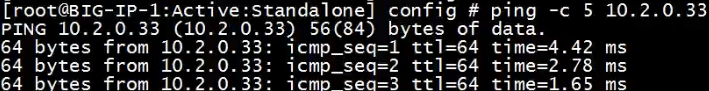 [root@BIG-IP-1:Active:Standalone] config # ping -c 5 10.2.0.33
PING 10.2.0.33 (10.2.0.33) 56(84) bytes of data.
64 bytes from 10.2.0.33: icmp_seq=1 ttl=64 time=4.42 ms
64 bytes from 10.2.0.33: icmp_seq=2 ttl=64 time=2.78 ms
64 bytes from 10.2.0.33: icmp_seq=3 ttl=64 time=1.65 ms